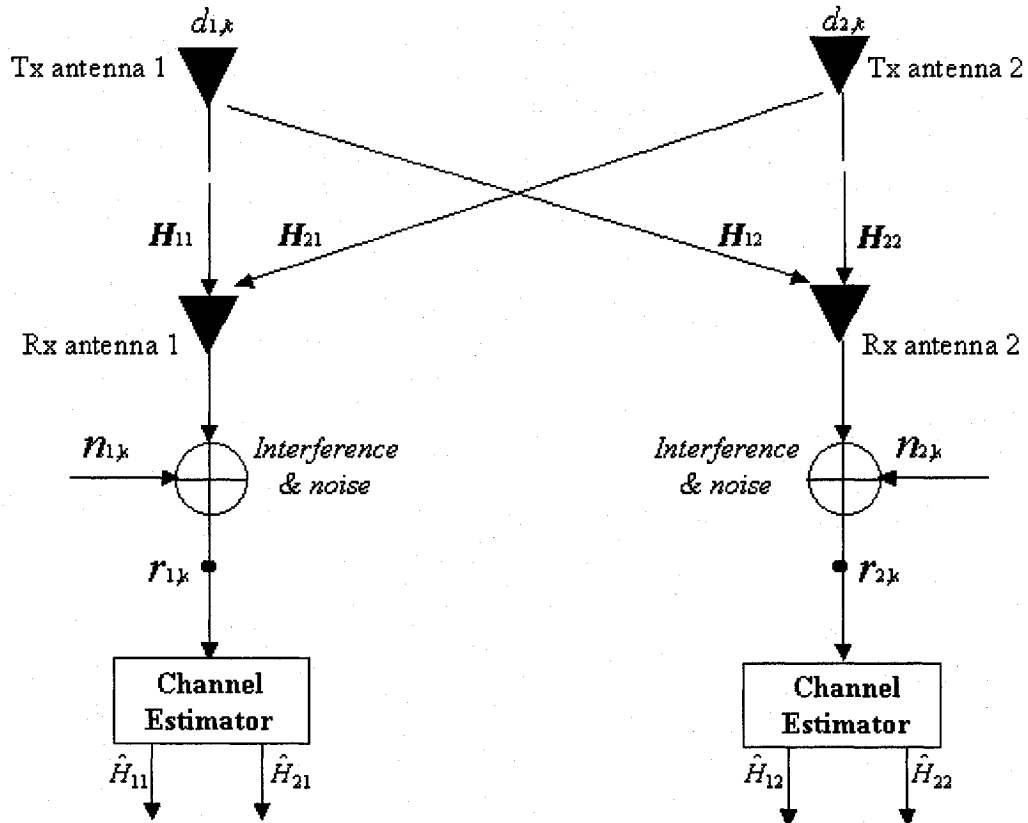 d1,k
d2,k
Tx antenna 1
Tx antenna 2
H11
H21
H12
H22
Rx antenna 1
Rx antenna 2
n1,k
Interference
& noise
Interference
& noise
n2,k
r1,k
r2,k
Channel
Estimator
Channel
Estimator
Ĥ11
Ĥ21
Ĥ12
Ĥ22